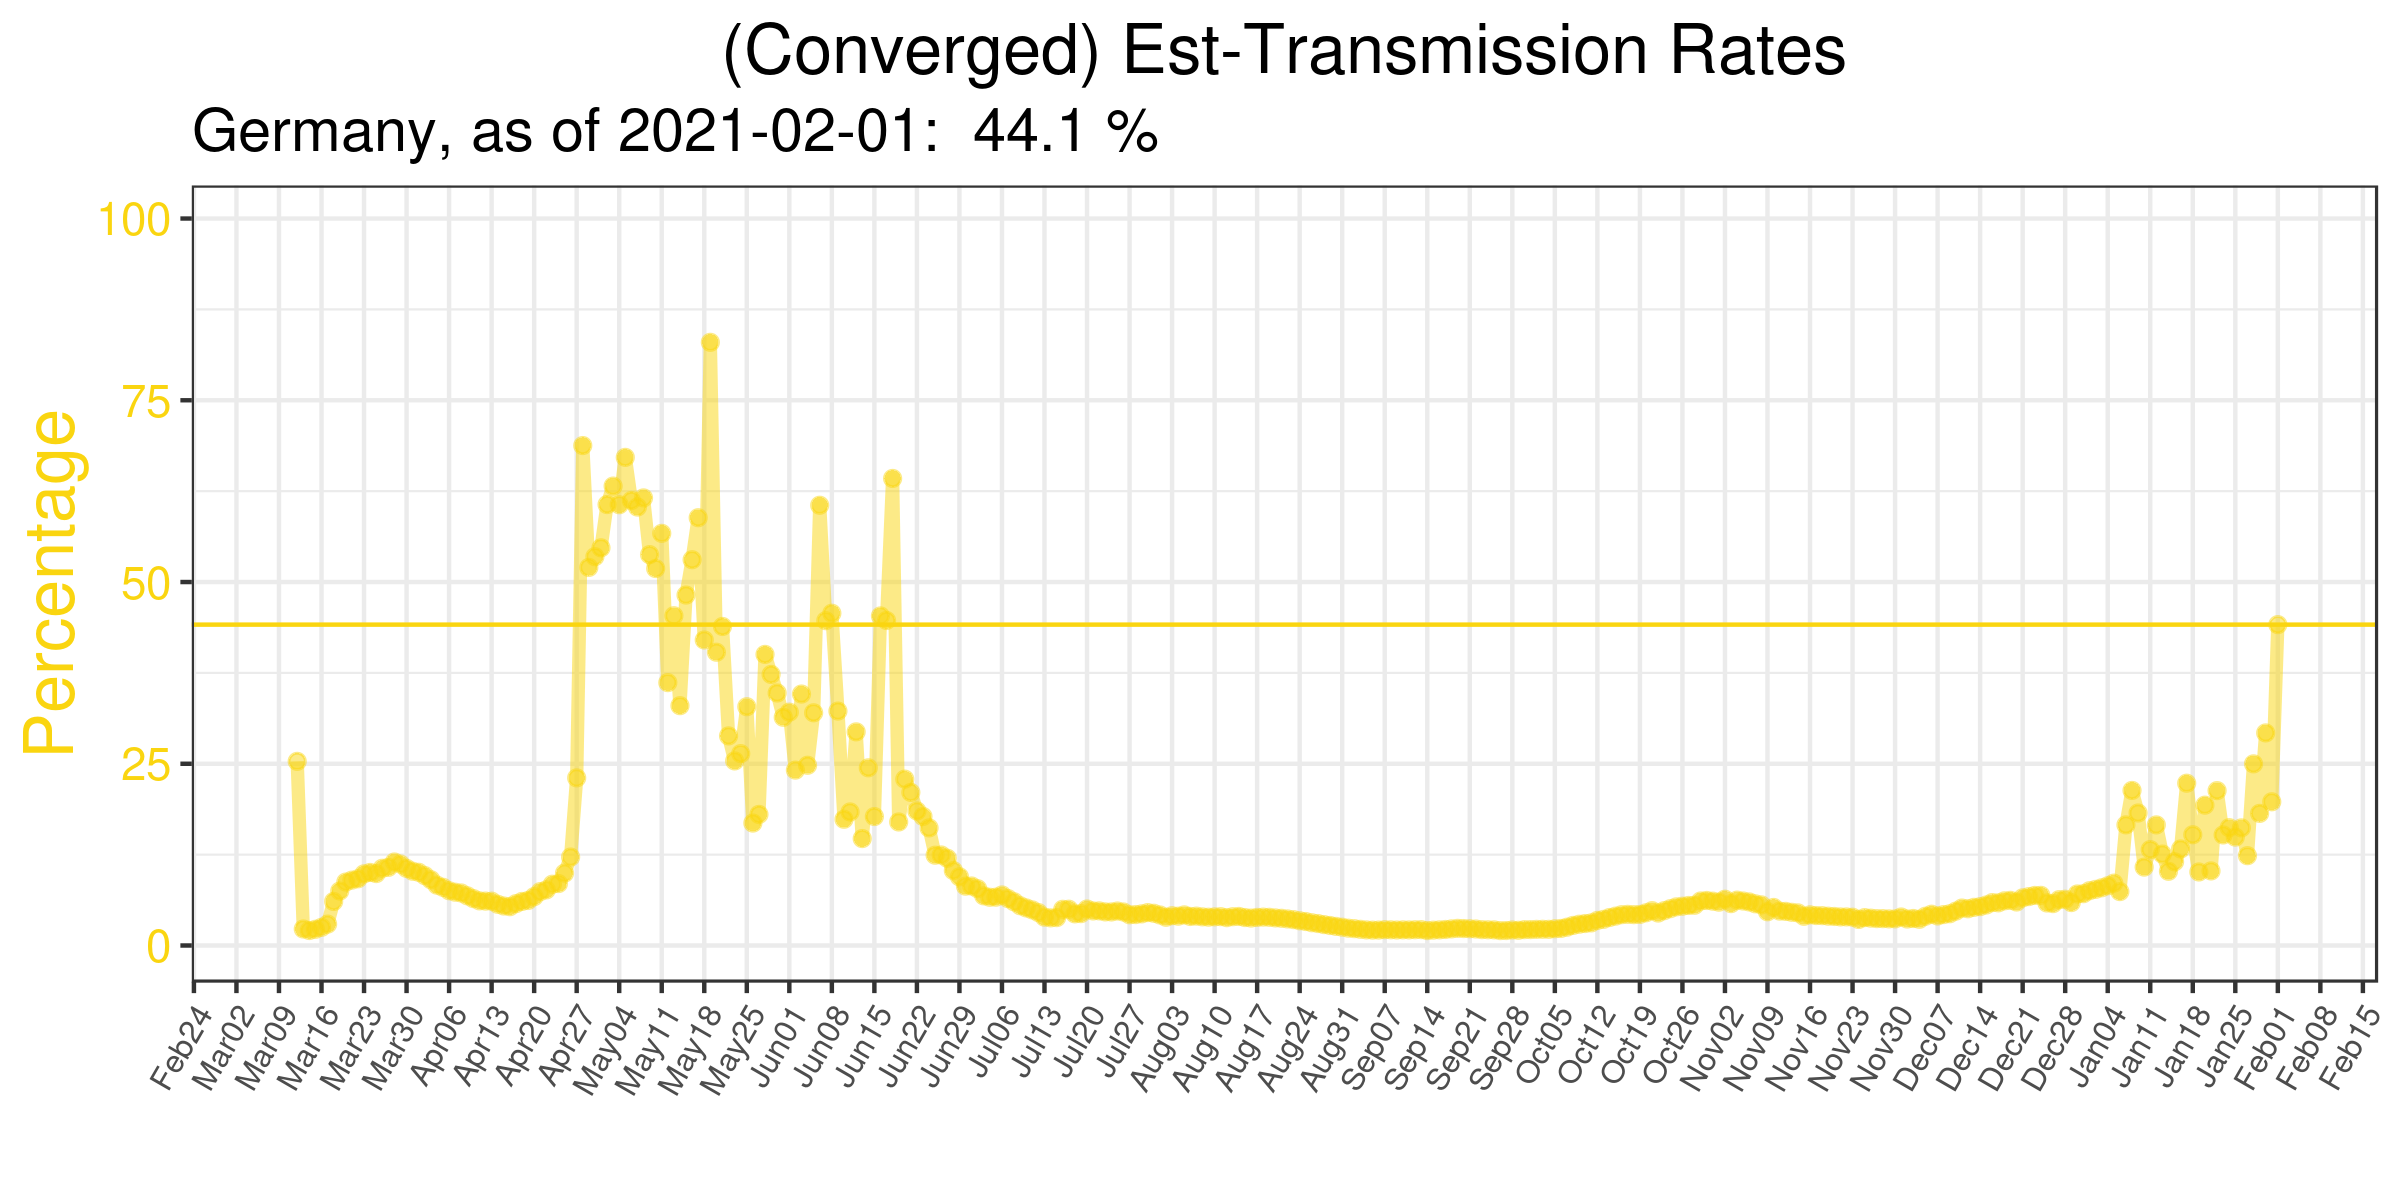 (Converged) Est-Transmission Rates
Germany, as of 2021-02-01:  44.1 %
Percentage
100
75
50
25
0
Feb24
Mar02
Mar09
Mar16
Mar23
Mar30
Apr06
Apr13
Apr20
Apr27
May04
May11
May18
May25
Jun01
Jun08
Jun15
Jun22
Jun29
Jul06
Jul13
Jul20
Jul27
Aug03
Aug10
Aug17
Aug24
Aug31
Sep07
Sep14
Sep21
Sep28
Oct05
Oct12
Oct19
Oct26
Nov02
Nov09
Nov16
Nov23
Nov30
Dec07
Dec14
Dec21
Dec28
Jan04
Jan11
Jan18
Jan25
Feb01
Feb08
Feb15